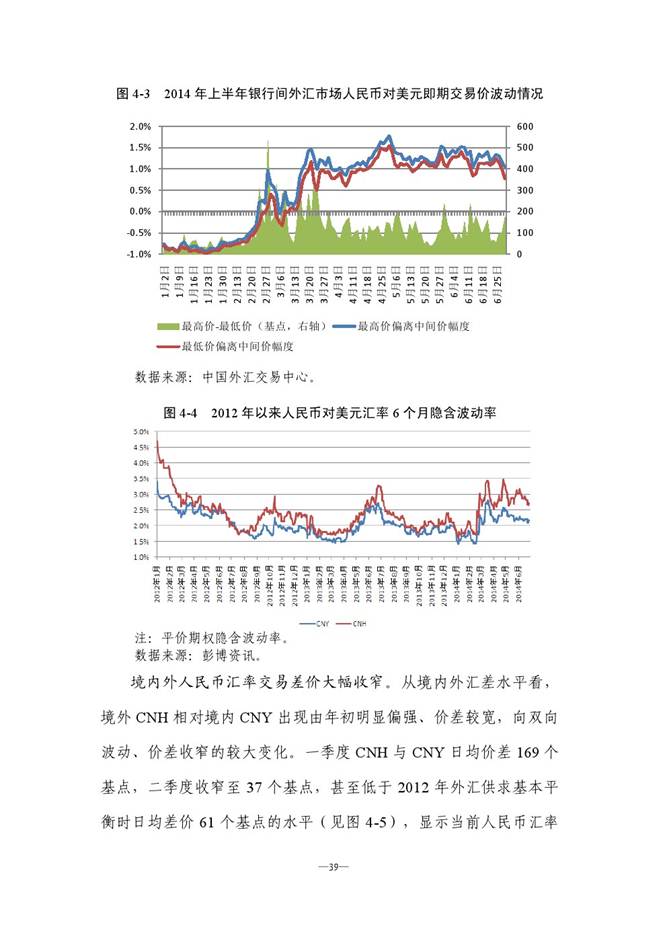 图 4-3 2014 年上半年银行间外汇市场人民币对美元即期交易价波动情况
2.0%
1.5%
1.0%
0.5%
0.0%
-0.5%
-1.0%
600
500
400
300
200
100
0
1月2日
1月9日
1月16日
1月23日
1月30日
2月6日
2月13日
2月20日
2月27日
3月6日
3月13日
3月20日
3月27日
4月3日
4月11日
4月18日
4月25日
5月6日
5月13日
5月20日
5月27日
6月4日
6月11日
6月18日
6月25日
最高价-最低价（基点，右轴） 最高价偏离中间价幅度
最低价偏离中间价幅度
数据来源：中国外汇交易中心。
图 4-4 2012 年以来人民币对美元汇率 6 个月隐含波动率
5.0%
4.5%
4.0%
3.5%
3.0%
2.5%
2.0%
1.5%
1.0%
2012年1月
2012年2月
2012年3月
2012年4月
2012年5月
2012年6月
2012年7月
2012年8月
2012年9月
2012年10月
2012年11月
2012年12月
2013年1月
2013年2月
2013年3月
2013年4月
2013年5月
2013年6月
2013年7月
2013年8月
2013年9月
2013年10月
2013年11月
2013年12月
2014年1月
2014年2月
2014年3月
2014年4月
2014年5月
2014年6月
CNY CNH
注：平价期权隐含波动率。
数据来源：彭博资讯。
境内外人民币汇率交易差价大幅收窄。从境内外汇差水平看，
境外 CNH 相对境内 CNY 出现由年初明显偏强、价差较宽，向双向
波动、价差收窄的较大变化。一季度 CNH 与 CNY 日均价差 169 个
基点，二季度收窄至 37 个基点，甚至低于 2012 年外汇供求基本平
衡时日均差价 61 个基点的水平（见图 4-5），显示当前人民币汇率
—39—